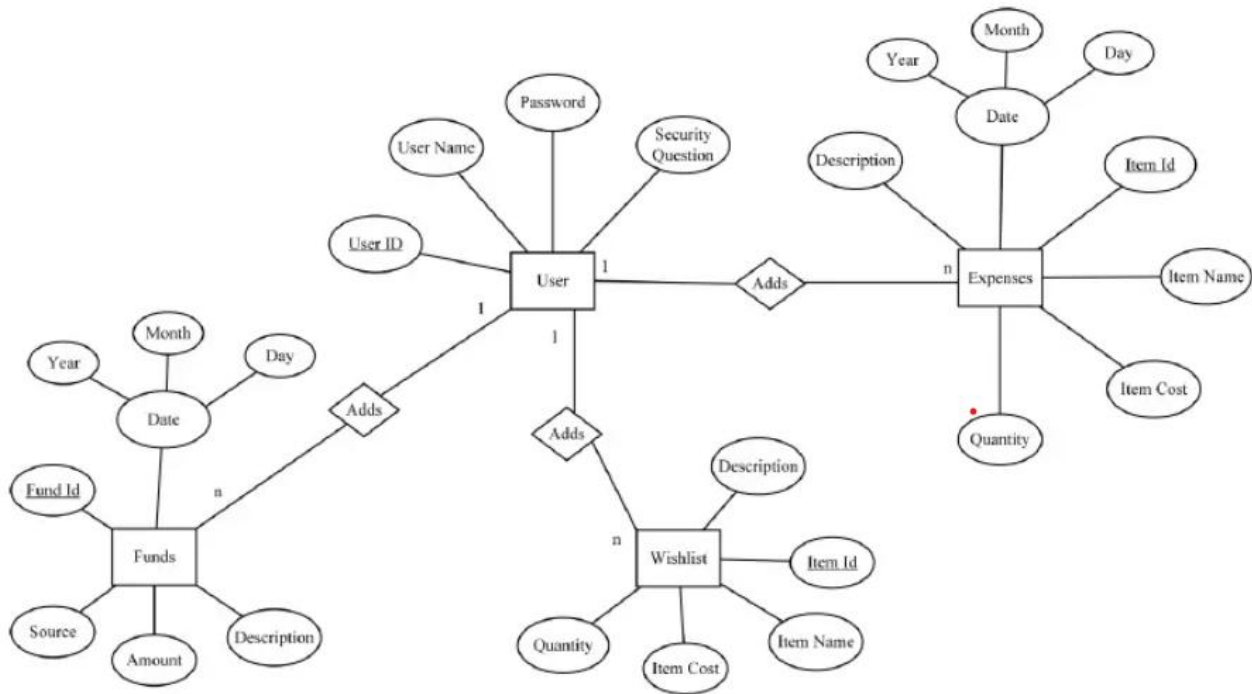 Month
Year
Day
Date
Password
User Name
Security
Question
Description
Item Id
User ID
User
1
Adds
n
Expenses
Item Name
1
1
Month
Year
Day
Date
Adds
Adds
Item Cost
Quantity
n
Fund Id
Description
Funds
n
Wishlist
Item Id
Source
Amount
Description
Quantity
Item Cost
Item Name